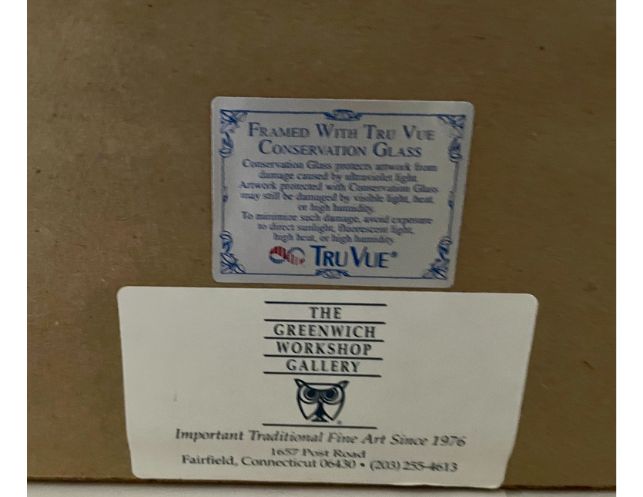 FRAMED WITH TRU VUE
CONSERVATION GLASS
Conservation Glass protects artwork from
damage caused by ultraviolet light.
Artwork protected with Conservation Glass
may still be damaged by visible light, heat,
or high humidity.
To minimize such damage, avoid exposure
to direct sunlight, fluorescent light,
high heat, or high humidity.
TRU VUE®
THE
GREENWICH
WORKSHOP
GALLERY
Important Traditional Fine Art Since 1976
1657 Post Road
Fairfield, Connecticut 06430 • (203) 255-4613